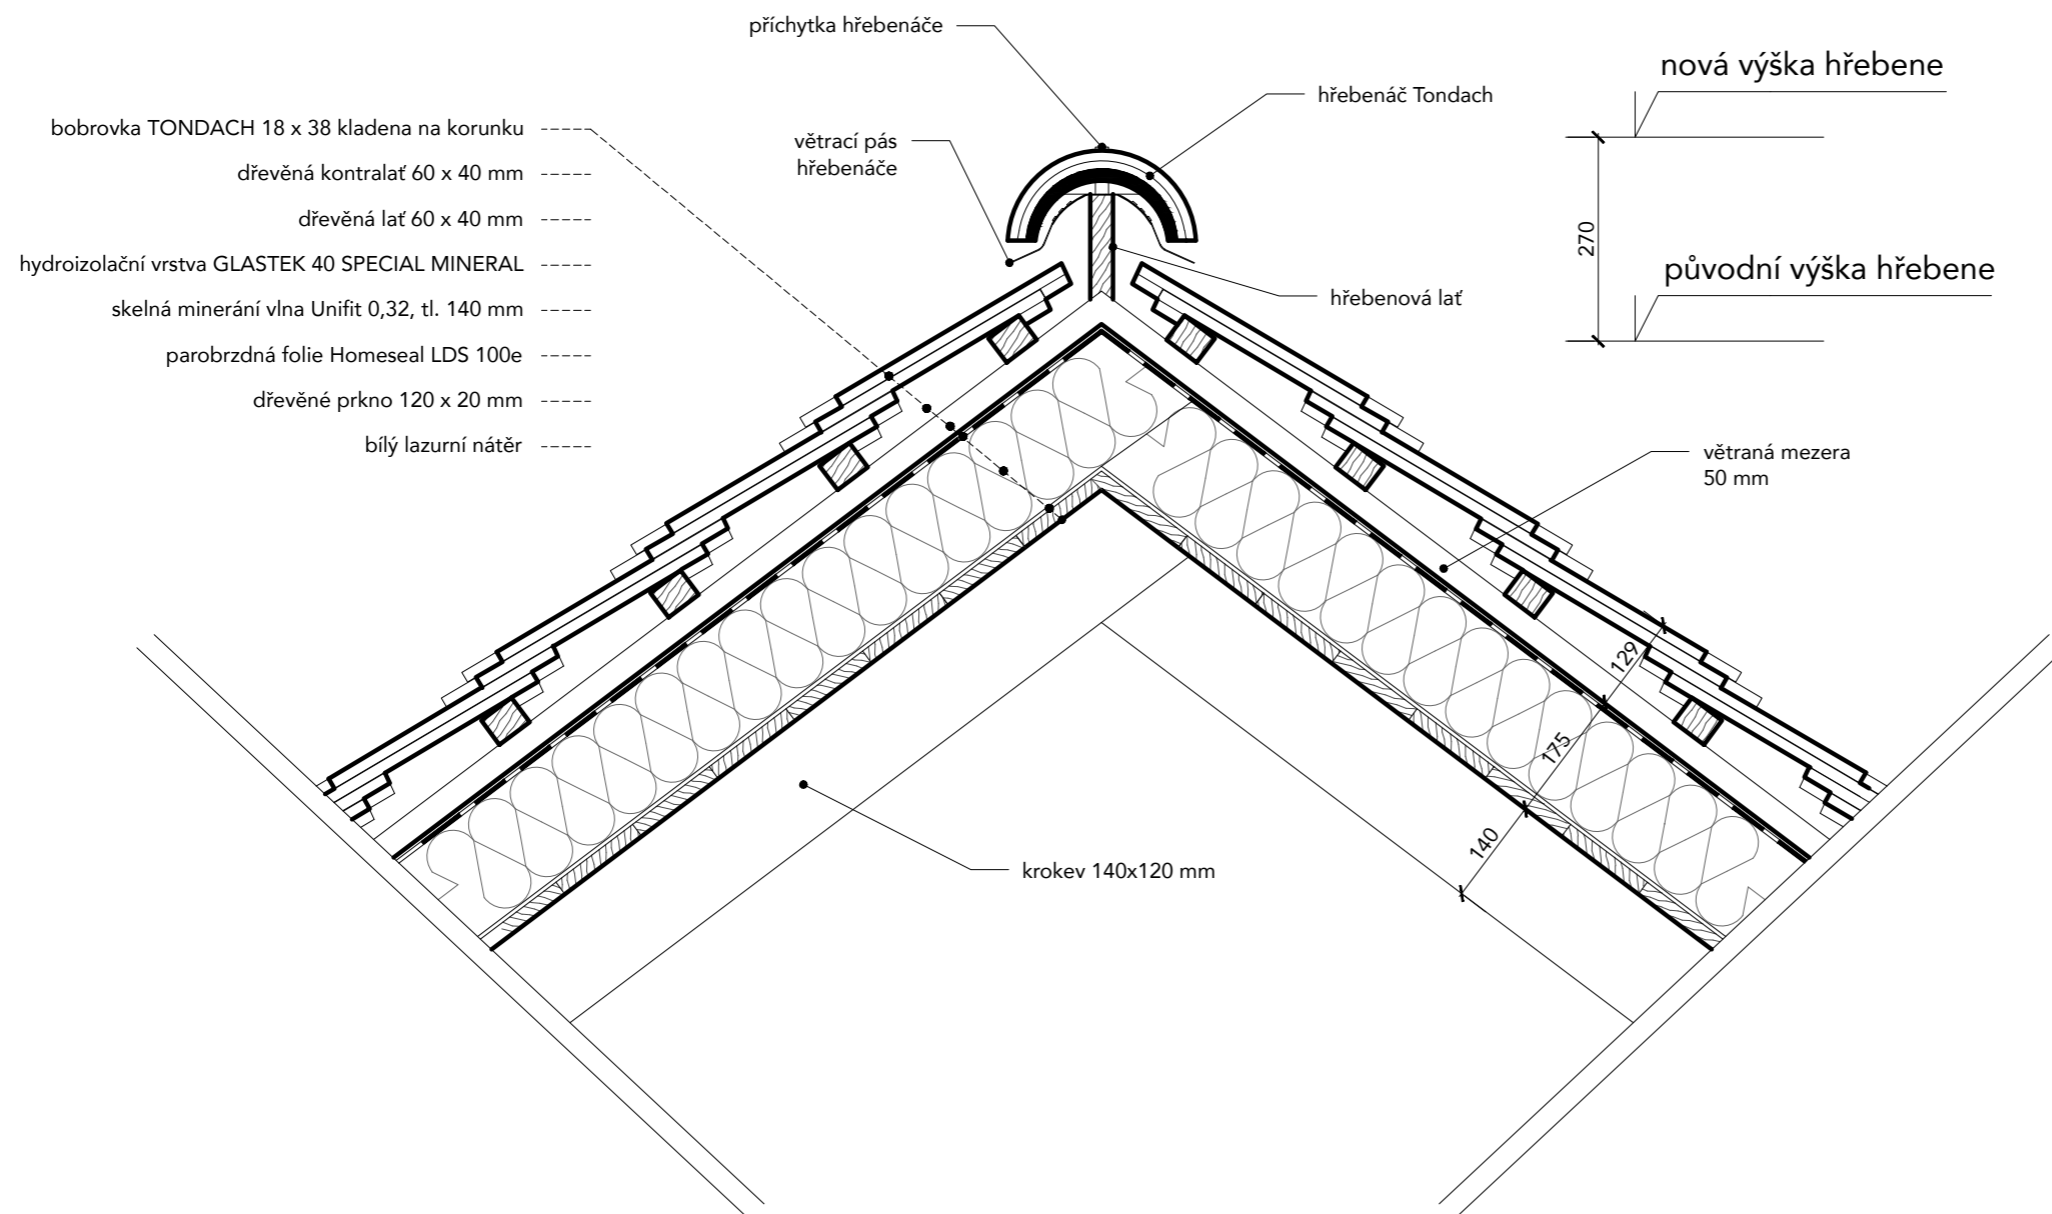 příchytka hřebenáče
nová výška hřebene
hřebenáč Tondach
bobrovka TONDACH 18 x 38 kladena na korunku
větrací pás
hřebenáče
dřevěná kontralať 60 x 40 mm
dřevěná lať 60 x 40 mm
270
hydroizolační vrstva GLASTEK 40 SPECIAL MINERAL
původní výška hřebene
skelná minerání vlna Unifit 0,32, tl. 140 mm
hřebenová lať
parobrzdná folie Homeseal LDS 100e
dřevěné prkno 120 x 20 mm
bílý lazurní nátěr
větraná mezera
50 mm
129
175
140
krokev 140x120 mm